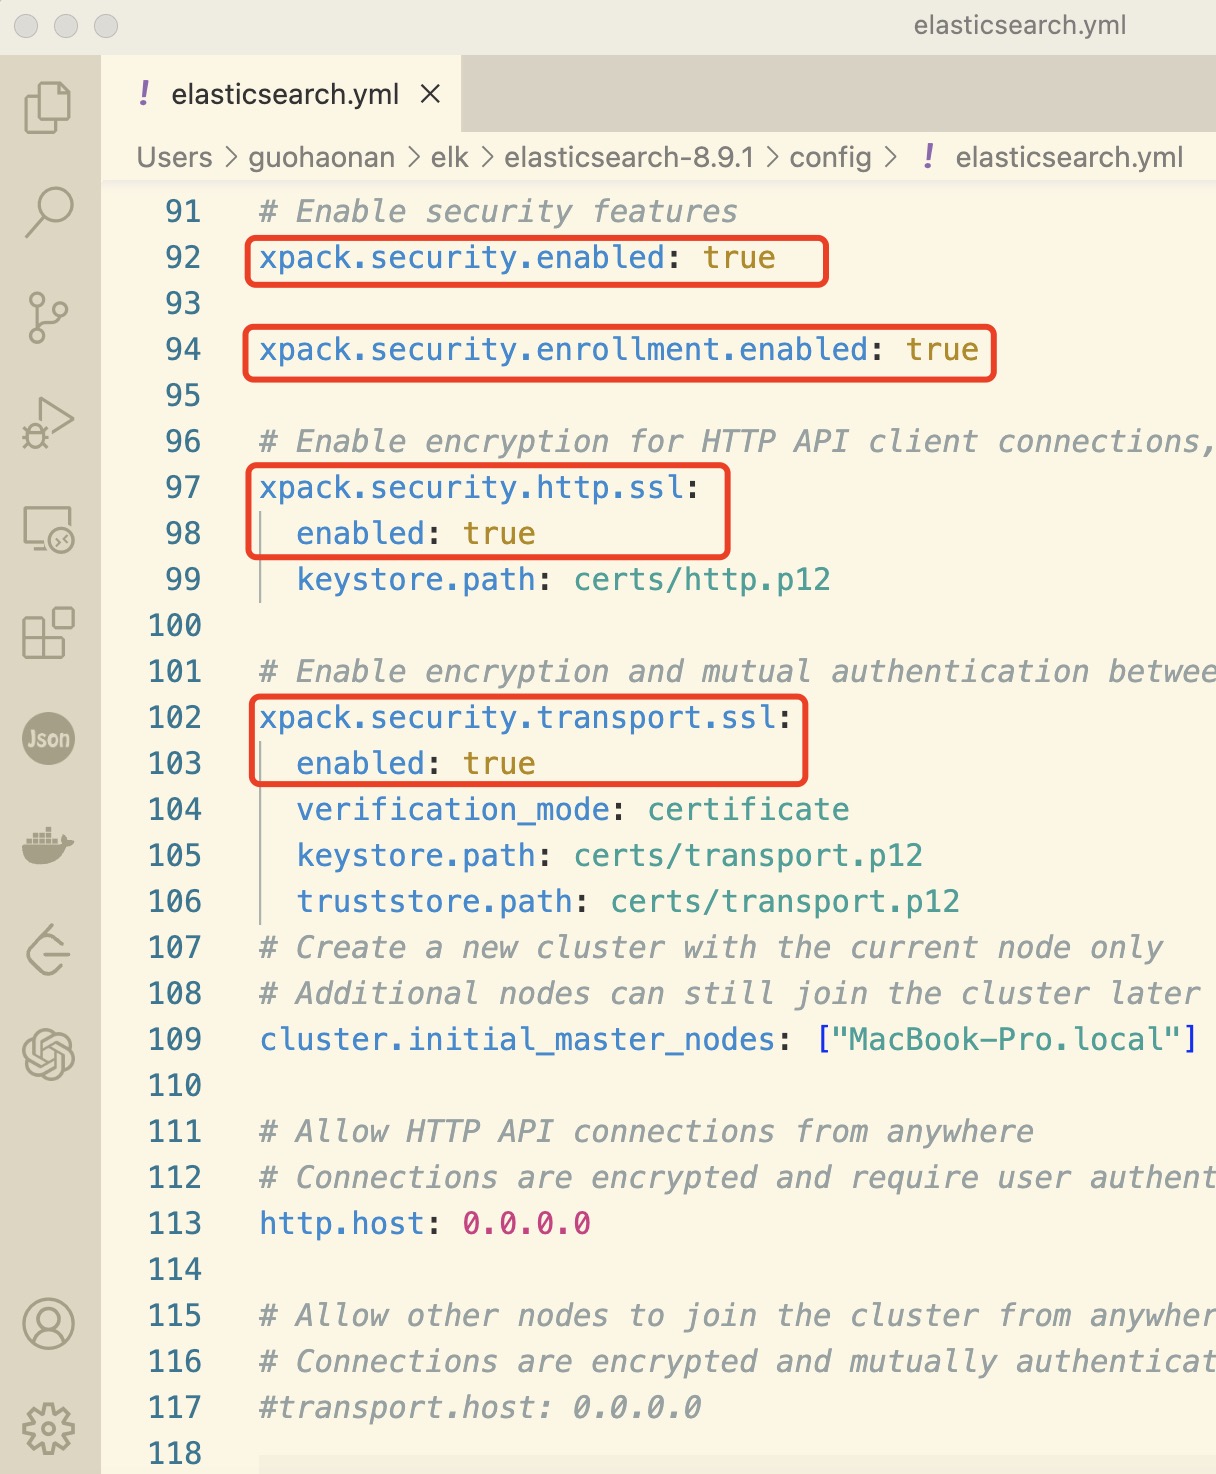 elasticsearch.yml
! elasticsearch.yml ×
Users > guohaonan > elk > elasticsearch-8.9.1 > config > ! elasticsearch.yml
91 # Enable security features
92 xpack.security.enabled: true
93
94 xpack.security.enrollment.enabled: true
95
96 # Enable encryption for HTTP API client connections,
97 xpack.security.http.ssl:
98   enabled: true
99   keystore.path: certs/http.p12
100
101 # Enable encryption and mutual authentication betwee
102 xpack.security.transport.ssl:
103   enabled: true
104   verification_mode: certificate
105   keystore.path: certs/transport.p12
106   truststore.path: certs/transport.p12
107 # Create a new cluster with the current node only
108 # Additional nodes can still join the cluster later
109 cluster.initial_master_nodes: ["MacBook-Pro.local"]
110
111 # Allow HTTP API connections from anywhere
112 # Connections are encrypted and require user authent
113 http.host: 0.0.0.0
114
115 # Allow other nodes to join the cluster from anywher
116 # Connections are encrypted and mutually authenticat
117 #transport.host: 0.0.0.0
118
Json